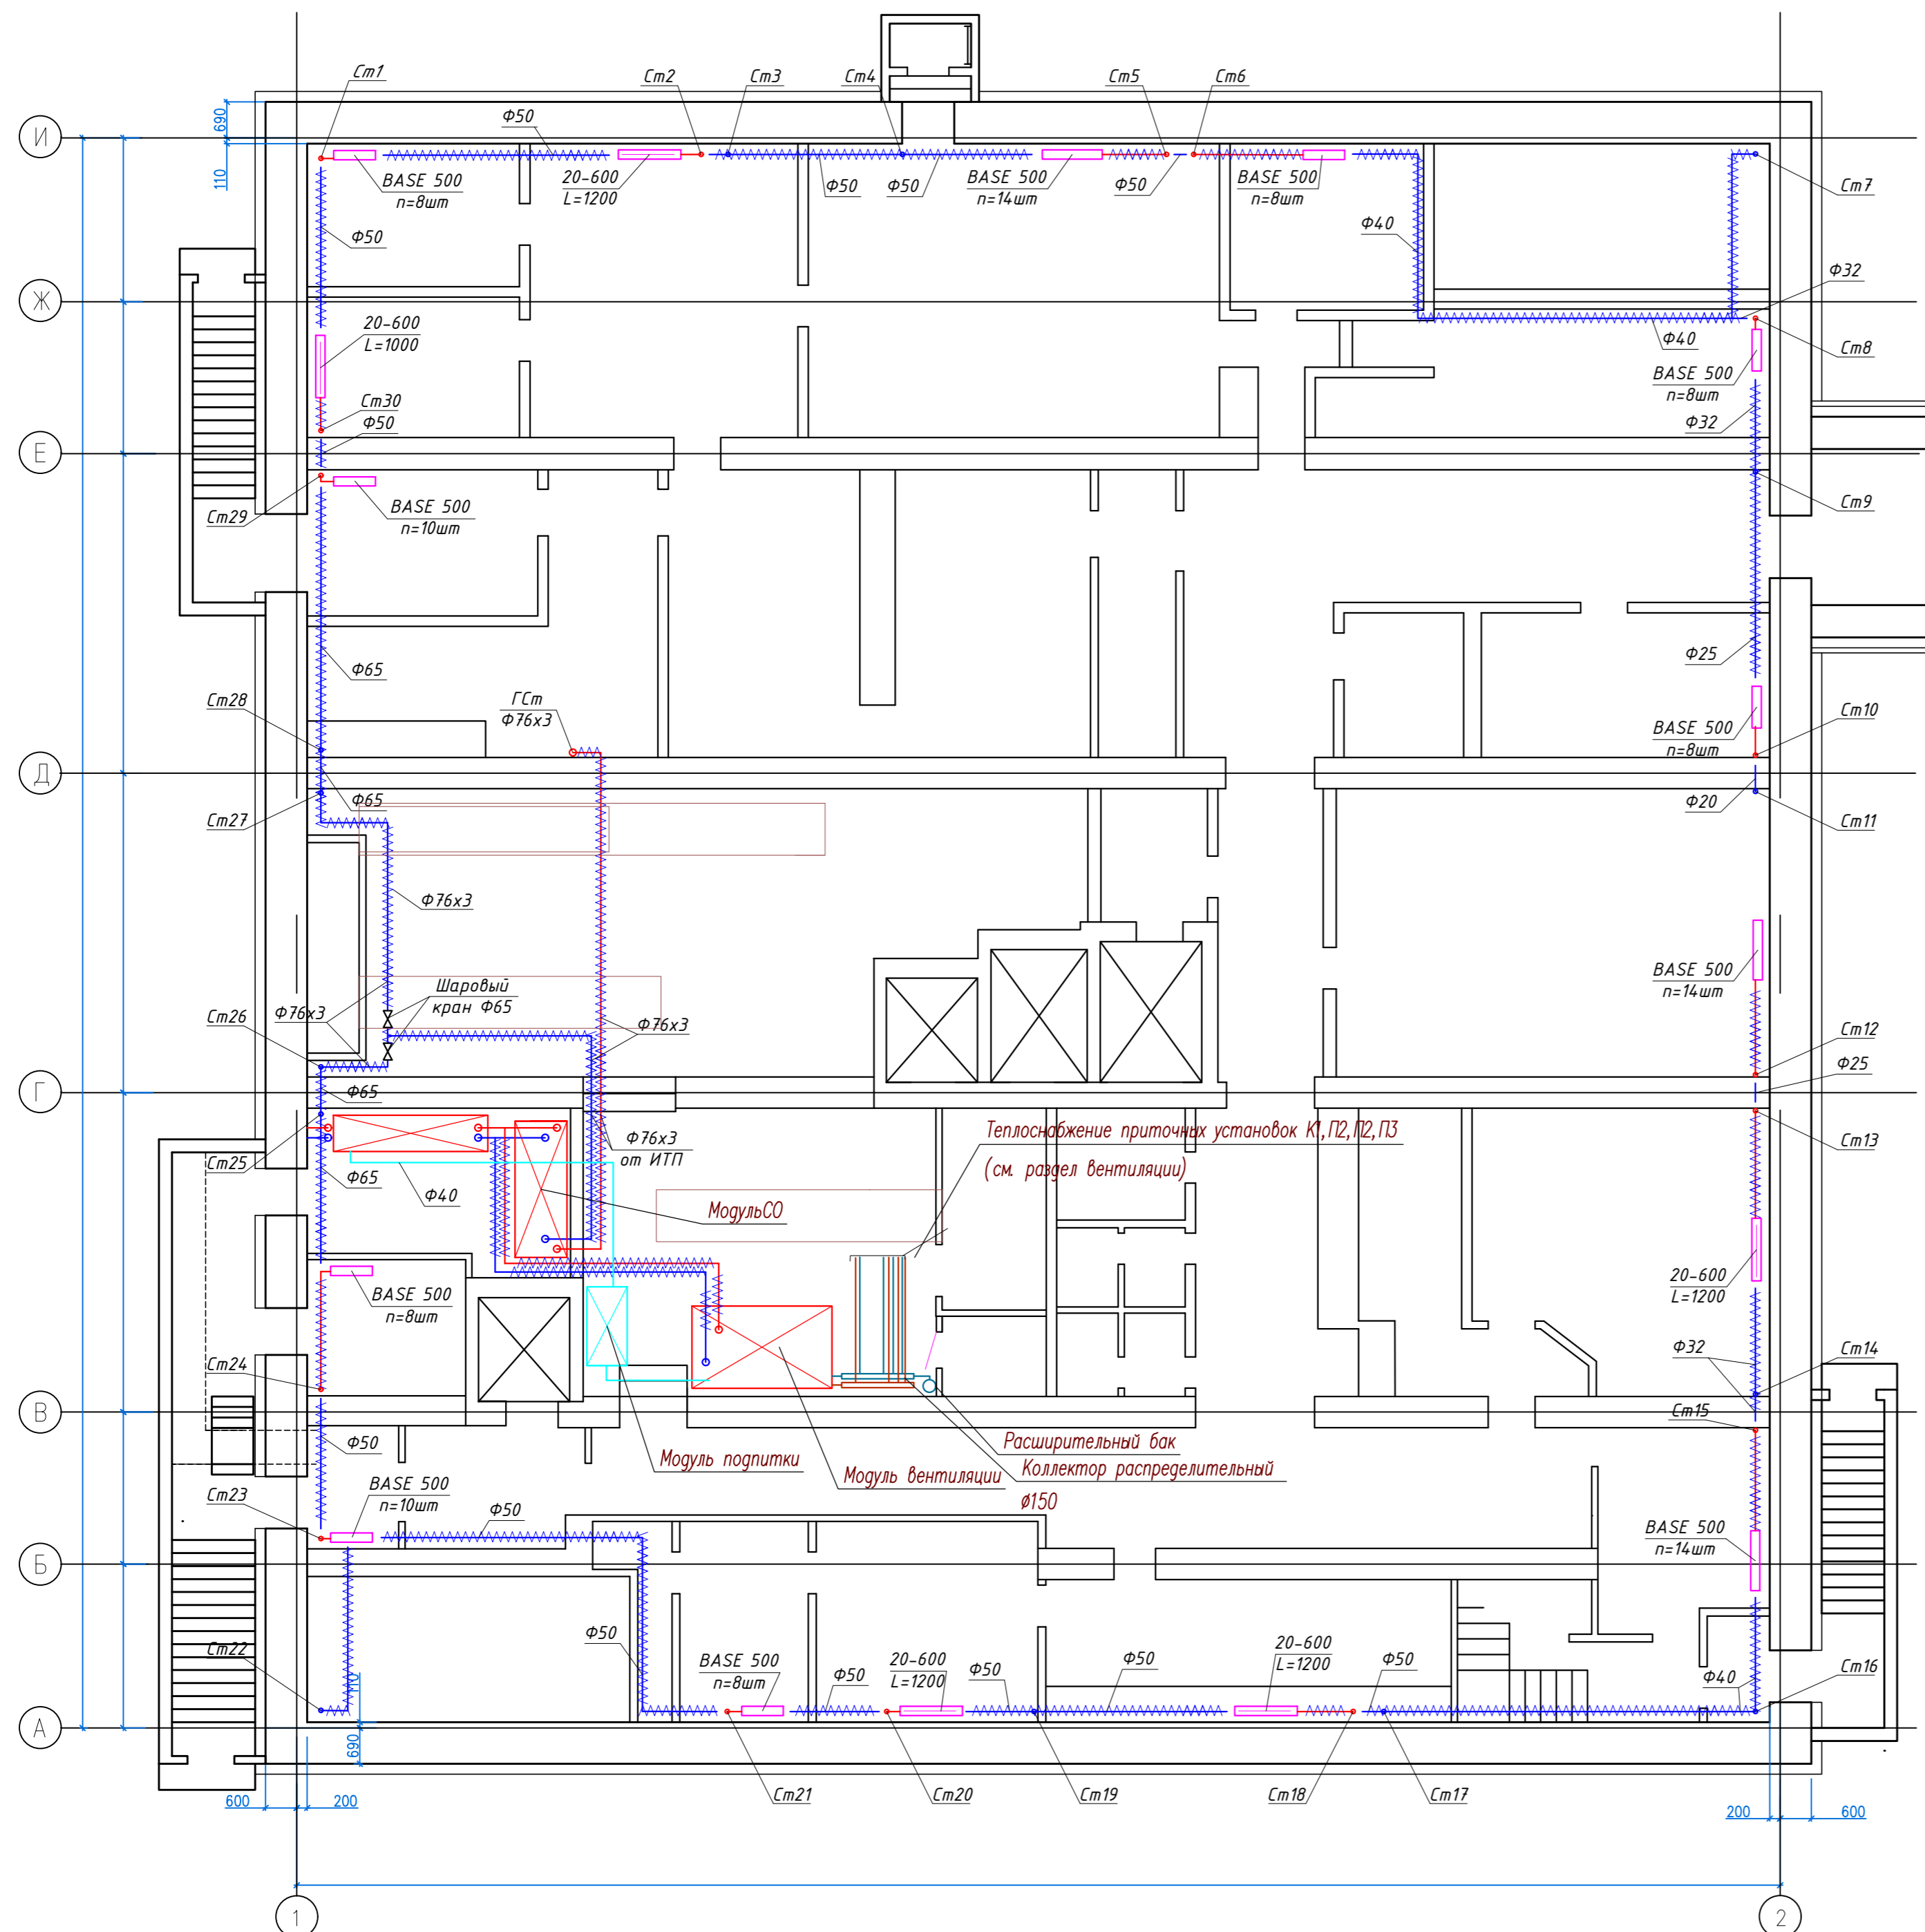 Ст1
Ст2
Ст3
Ст4
Ст5
Ст6
690
И
110
Ф50
BASE 500
n=8шт
20-600
L=1200
Ф50
Ф50
BASE 500
n=14шт
Ф50
BASE 500
n=8шт
Ст7
Ф50
Ф40
Ф32
Ж
20-600
L=1000
Ф40
Ст8
BASE 500
n=8шт
Ст30
Ф50
Ф32
Е
BASE 500
n=10шт
Ст29
Ст9
Ф65
Ф25
Ст28
ГСт
Ф76х3
Ст10
BASE 500
n=8шт
Д
Ф65
Ст27
Ф20
Ст11
Ф76х3
BASE 500
n=14шт
Шаровый
кран Ф65
Ст26
Ф76х3
Ф76х3
Ст12
Ф25
Г
Ф65
Ф76х3
от ИТП
Теплоснабжение приточных установок К1,П2,П2,П3
(см. раздел вентиляции)
Ст13
Ст25
Ф65
Ф40
МодульСО
BASE 500
n=8шт
20-600
L=1200
Ст24
Ф32
Ст14
В
Ст15
Ф50
Модуль подпитки
Модуль вентиляции
Расширительный бак
Коллектор распределительный
ø150
BASE 500
n=10шт
Ст23
Ф50
BASE 500
n=14шт
Б
Ст22
Ф50
BASE 500
n=8шт
Ф50
20-600
L=1200
Ф50
Ф50
20-600
L=1200
Ф50
Ф40
Ст16
110
А
690
Ст21
Ст20
Ст19
Ст18
Ст17
600
200
200
600
1
2